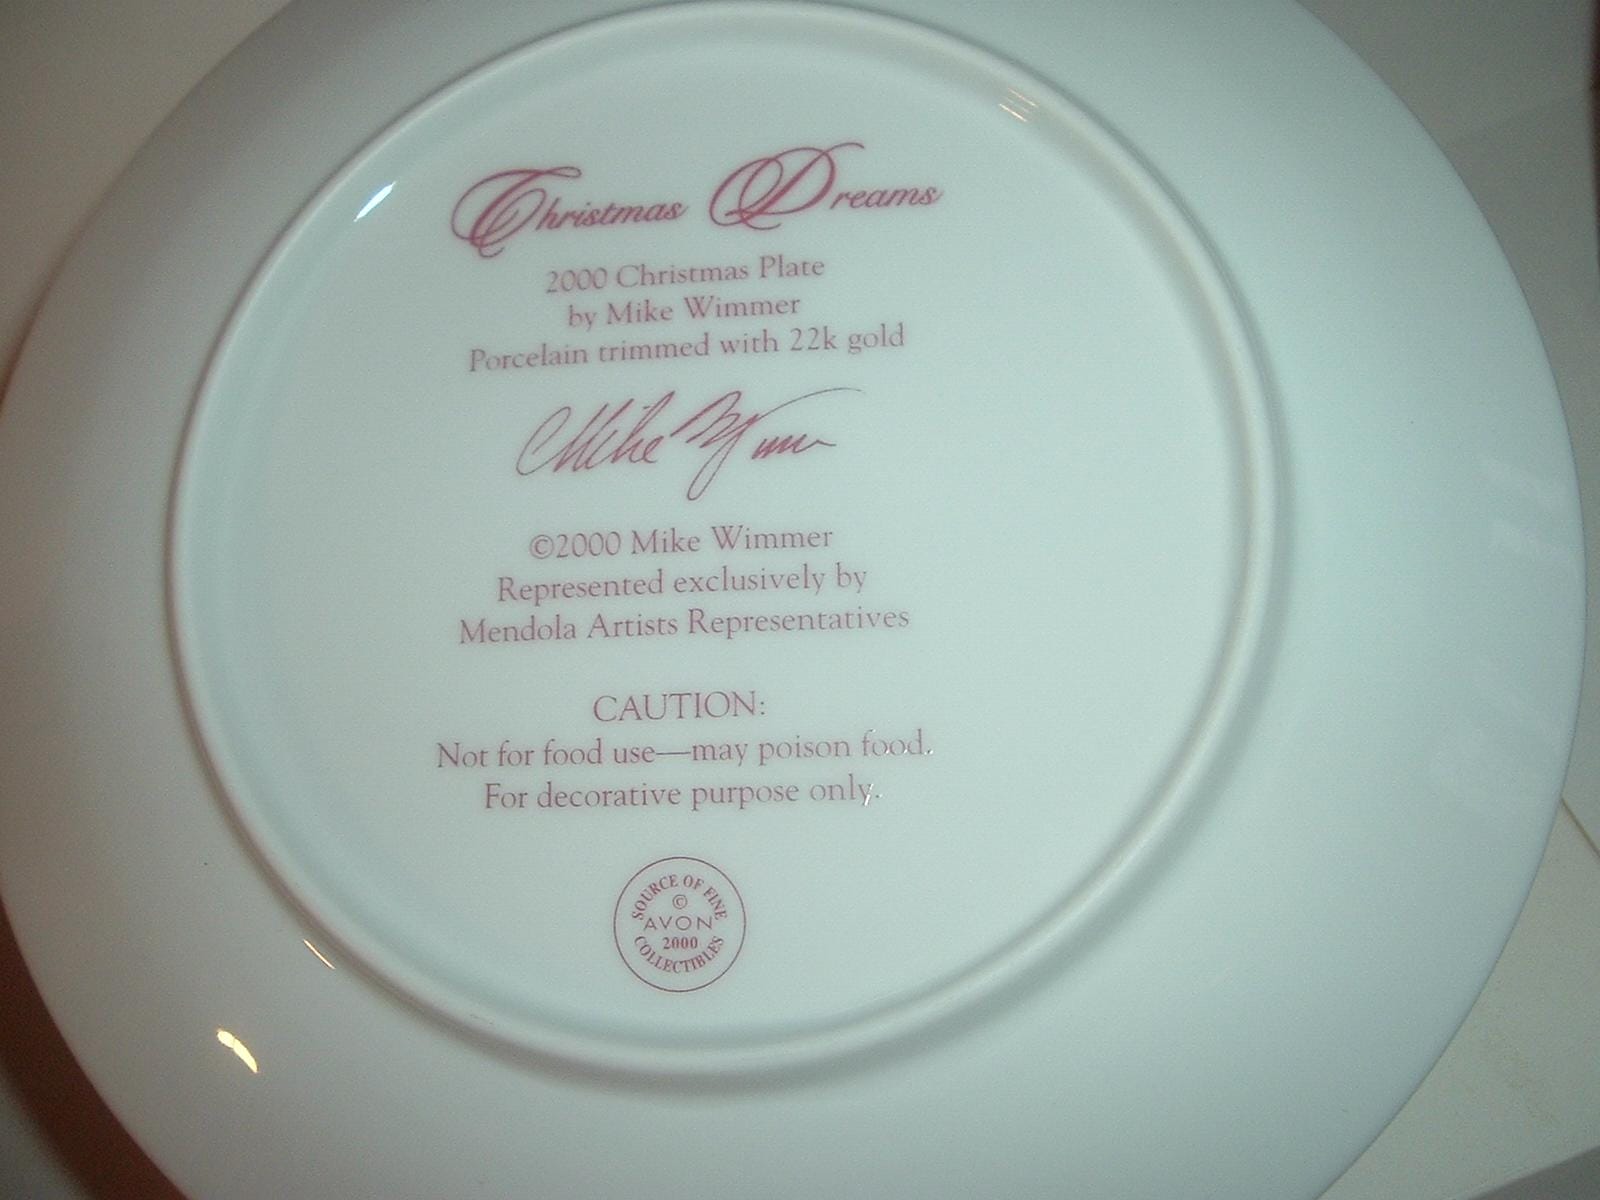 Christmas Dreams
2000 Christmas Plate
by Mike Wimmer
Porcelain trimmed with 22k gold
Mike Wimmer
©2000 Mike Wimmer
Represented exclusively by
Mendola Artists Representatives
CAUTION:
Not for food use—may poison food.
For decorative purpose only.
SOURCE OF FINE
©
AVON
2000
COLLECTIBLES